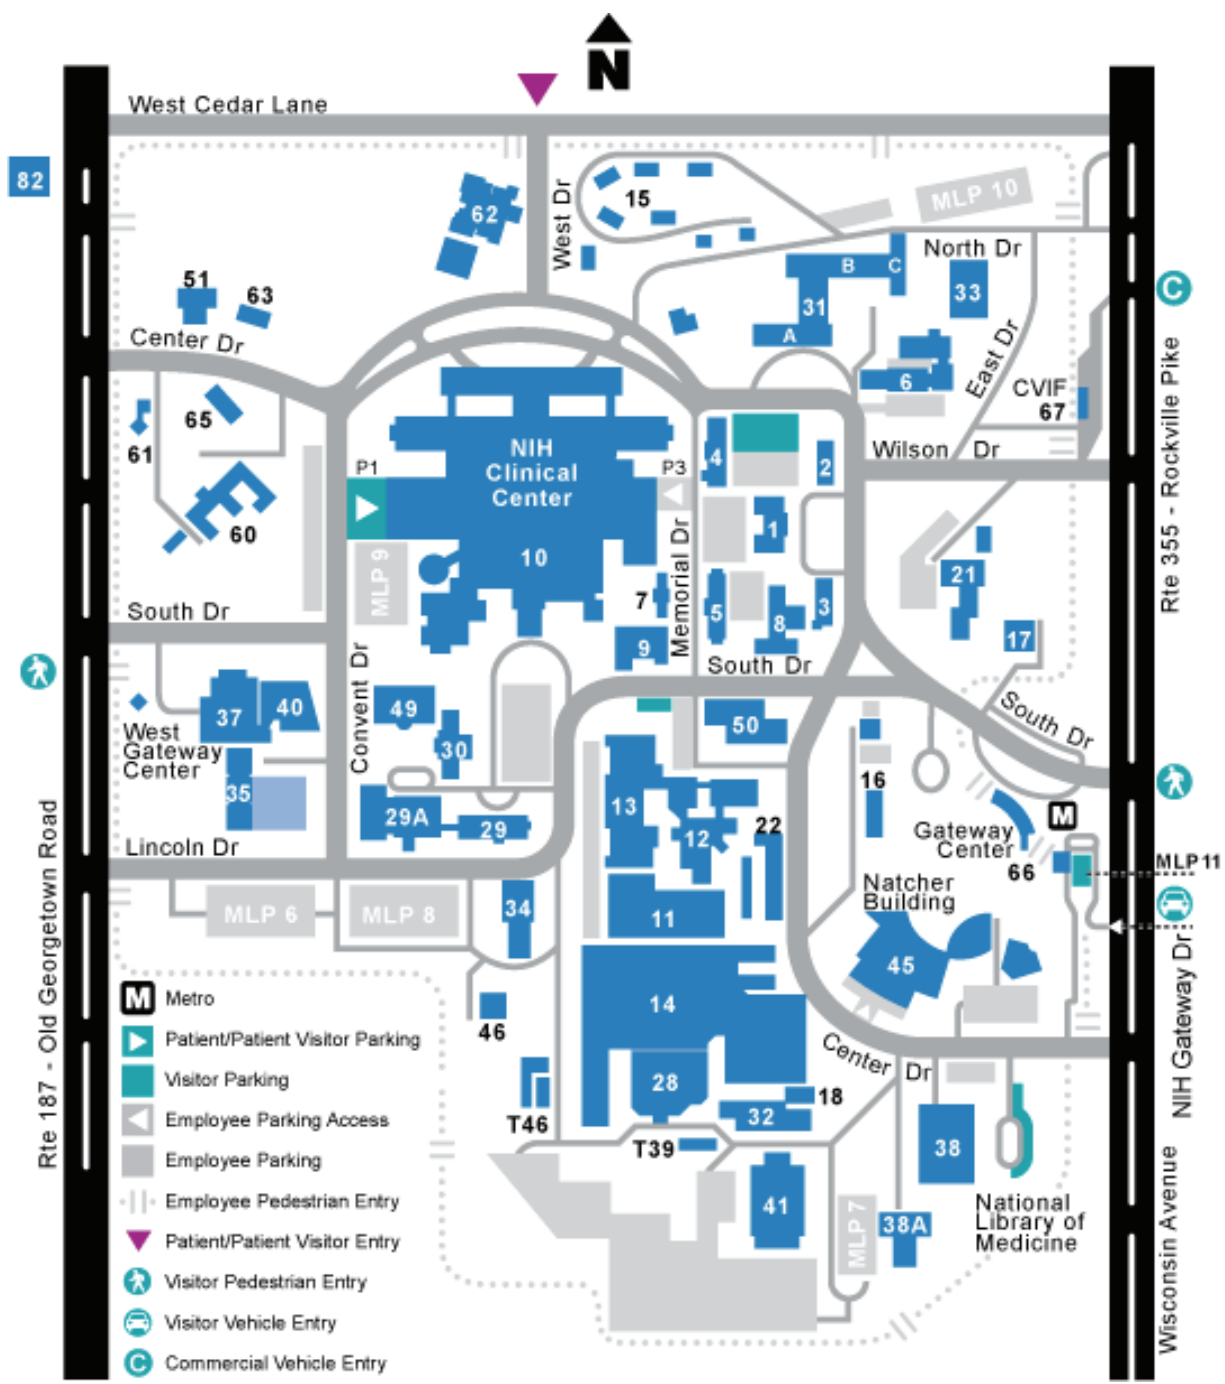 N
West Cedar Lane
82
62
West Dr
15
MLP 10
North Dr
B
C
31
A
33
51
63
Center Dr
6
East Dr
CVIF
67
C
Rte 355 - Rockville Pike
65
61
60
P1
NIH
Clinical
Center
10
P3
4
2
Wilson Dr
1
MLP 9
Memorial Dr
7
5
8
3
9
21
17
South Dr
South Dr
South Dr
Convent Dr
37
40
West
Gateway
Center
35
49
30
50
29A
29
13
12
22
16
Gateway
Center
M
66
MLP 11
Lincoln Dr
Natcher
Building
45
MLP 6
MLP 8
34
11
14
46
28
18
32
T46
T39
Center Dr
38
41
MLP 7
38A
National
Library of
Medicine
NIH Gateway Dr
Wisconsin Avenue
Rte 187 - Old Georgetown Road
M Metro
Patient/Patient Visitor Parking
Visitor Parking
Employee Parking Access
Employee Parking
Employee Pedestrian Entry
Patient/Patient Visitor Entry
Visitor Pedestrian Entry
Visitor Vehicle Entry
C Commercial Vehicle Entry